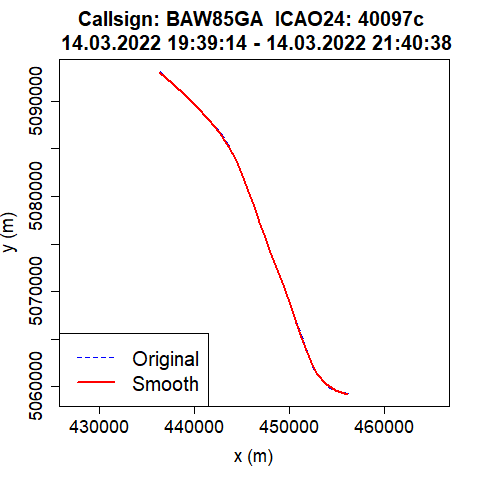 Callsign: BAW85GA  ICAO24: 40097c
14.03.2022 19:39:14 - 14.03.2022 21:40:38
5090000
5080000
5070000
5060000
y (m)
Original
Smooth
430000 440000 450000 460000
x (m)